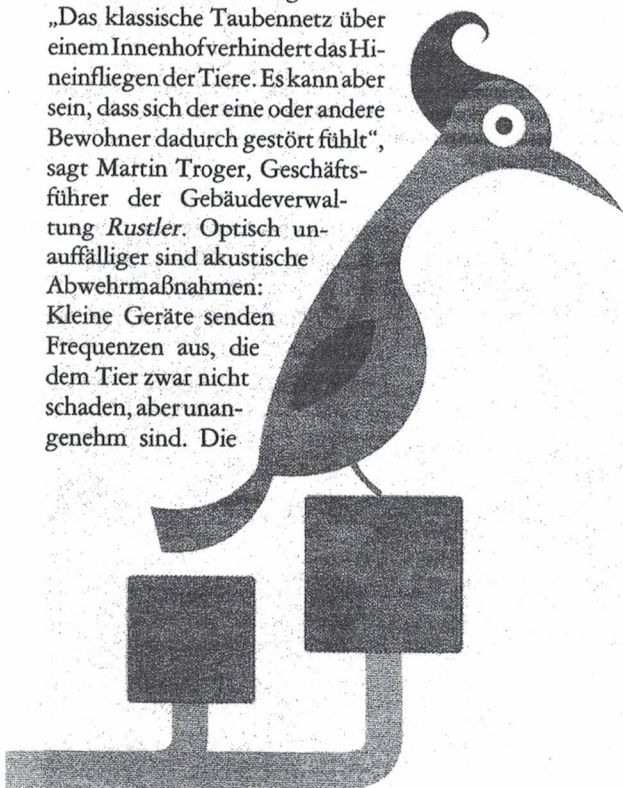 „Das klassische Taubennetz über
einem Innenhof verhindert das Hi-
neinfliegen der Tiere. Es kann aber
sein, dass sich der eine oder andere
Bewohner dadurch gestört fühlt“,
sagt Martin Troger, Geschäfts-
führer der Gebäudeverwal-
tung Rustler. Optisch un-
auffälliger sind akustische
Abwehrmaßnahmen:
Kleine Geräte senden
Frequenzen aus, die
dem Tier zwar nicht
schaden, aber unan-
genehm sind. Die